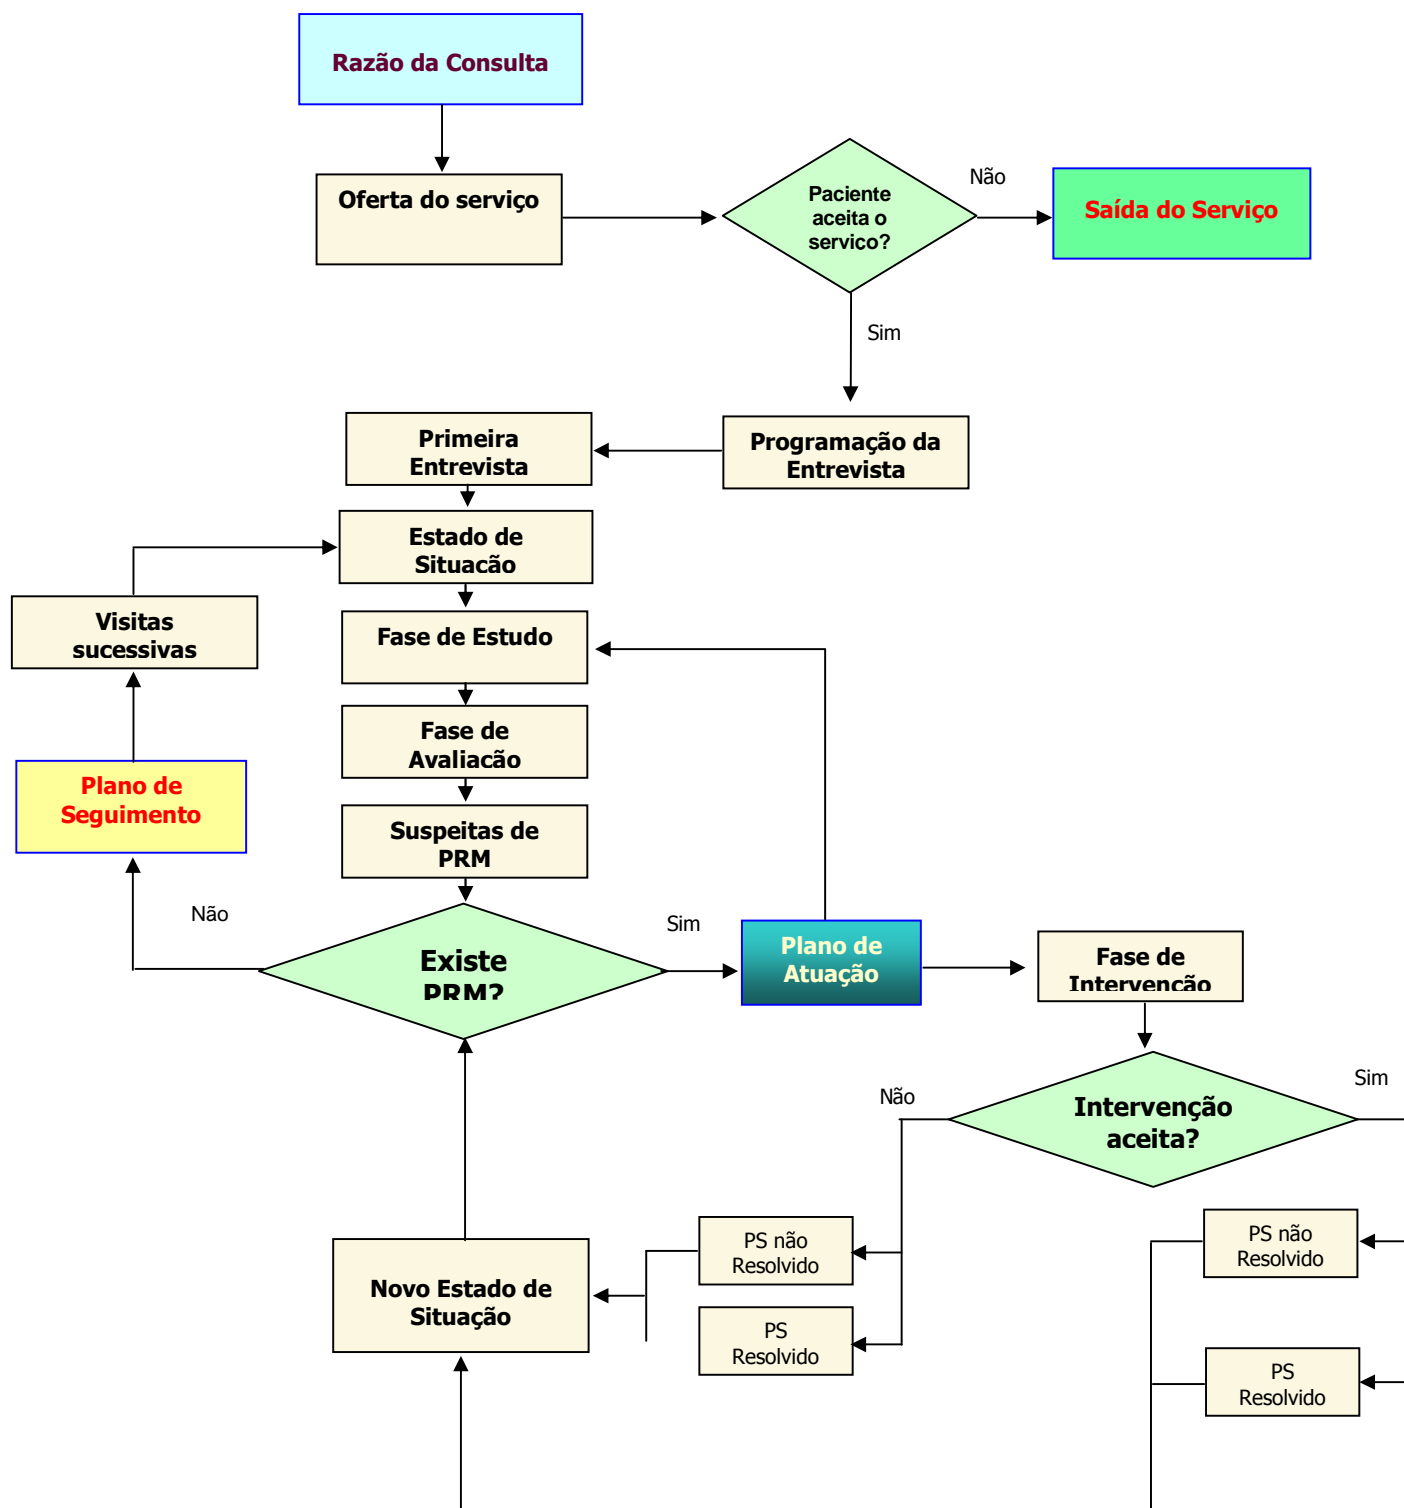 Razão da Consulta
Oferta do serviço
Paciente
aceita o
servico?
Não
Saída do Serviço
Sim
Programação da
Entrevista
Primeira
Entrevista
Estado de
Situacão
Visitas
sucessivas
Fase de Estudo
Fase de
Avaliacão
Plano de
Seguimento
Suspeitas de
PRM
Não
Existe
PRM?
Sim
Plano de
Atuação
Fase de
Intervenção
Não
Intervenção
aceita?
Sim
PS não
Resolvido
PS
Resolvido
Novo Estado de
Situação
PS não
Resolvido
PS
Resolvido